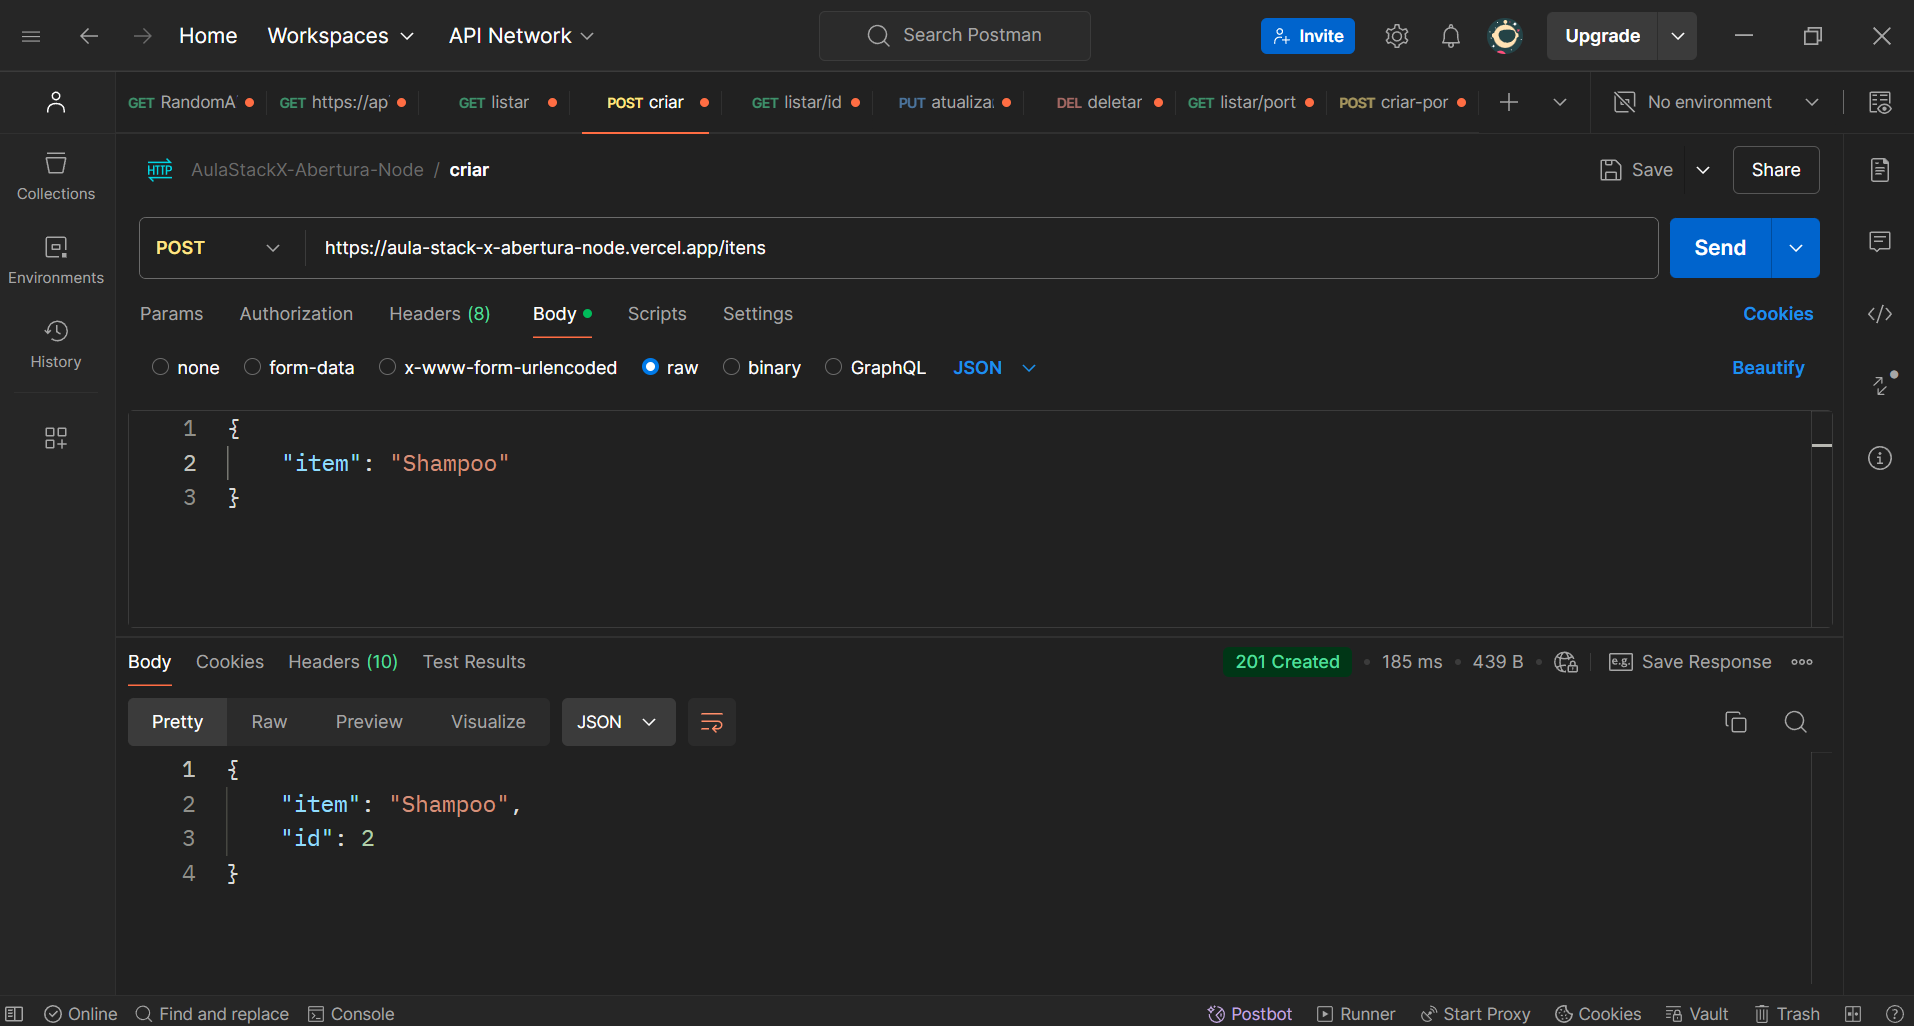 Home Workspaces API Network Search Postman Invite Upgrade
GET RandomA GET https://ap GET listar POST criar GET listar/id PUT atualiza DEL deletar GET listar/port POST criar-por No environment
HTTP AulaStackX-Abertura-Node / criar Save Share
Collections
POST https://aula-stack-x-abertura-node.vercel.app/itens Send
Environments
Params Authorization Headers (8) Body Scripts Settings Cookies
History
none form-data x-www-form-urlencoded raw binary GraphQL JSON Beautify
1 {
2 "item": "Shampoo"
3 }
Body Cookies Headers (10) Test Results 201 Created 185 ms 439 B e.g. Save Response
Pretty Raw Preview Visualize JSON
1 {
2 "item": "Shampoo",
3 "id": 2
4 }
Online Find and replace Console Postbot Runner Start Proxy Cookies Vault Trash